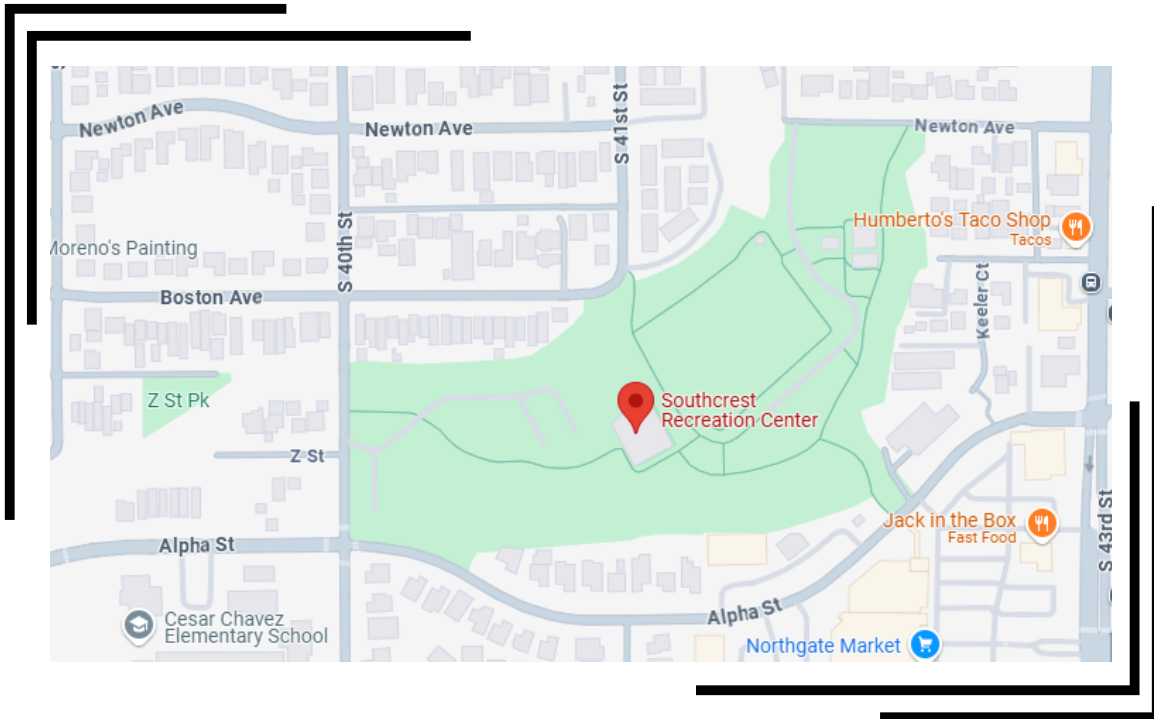 Newton Ave
Newton Ave
S 41st St
Newton Ave
Humberto's Taco Shop
Tacos
Moreno's Painting
S 40th St
Boston Ave
Keeler Ct
Z St Pk
Southcrest
Recreation Center
Z St
Alpha St
Jack in the Box
Fast Food
S 43rd St
Cesar Chavez
Elementary School
Alpha St
Northgate Market